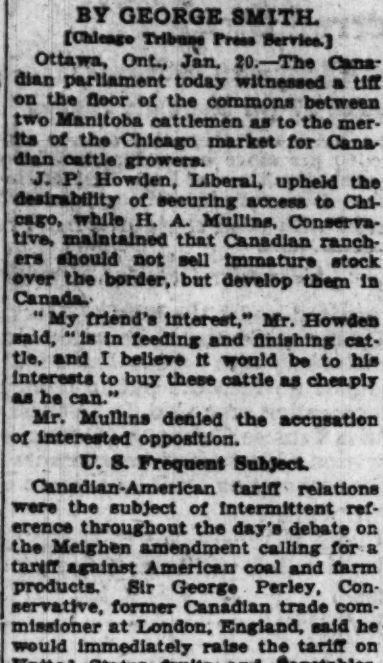 BY GEORGE SMITH.
[Chicago Tribune Press Service.]
Ottawa, Ont., Jan. 20.—The Cana-
dian parliament today witnessed a tiff
on the floor of the commons between
two Manitoba cattlemen as to the mer-
its of the Chicago market for Cana-
dian cattle growers.
J. P. Howden, Liberal, upheld the
desirability of securing access to Chi-
cago, while H. A. Mullins, Conserva-
tive, maintained that Canadian ranch-
ers should not sell immature stock
over the border, but develop them in
Canada.
"My friend's interest," Mr. Howden
said, "is in feeding and finishing cat-
tle, and I believe it would be to his
interests to buy these cattle as cheaply
as he can."
Mr. Mullins denied the accusation
of interested opposition.
U. S. Frequent Subject.
Canadian-American tariff relations
were the subject of intermittent ref-
erence throughout the day's debate on
the Meighen amendment calling for a
tariff against American coal and farm
products. Sir George Perley, Con-
servative, former Canadian trade com-
missioner at London, England, said he
would immediately raise the tariff on
United States fruits and